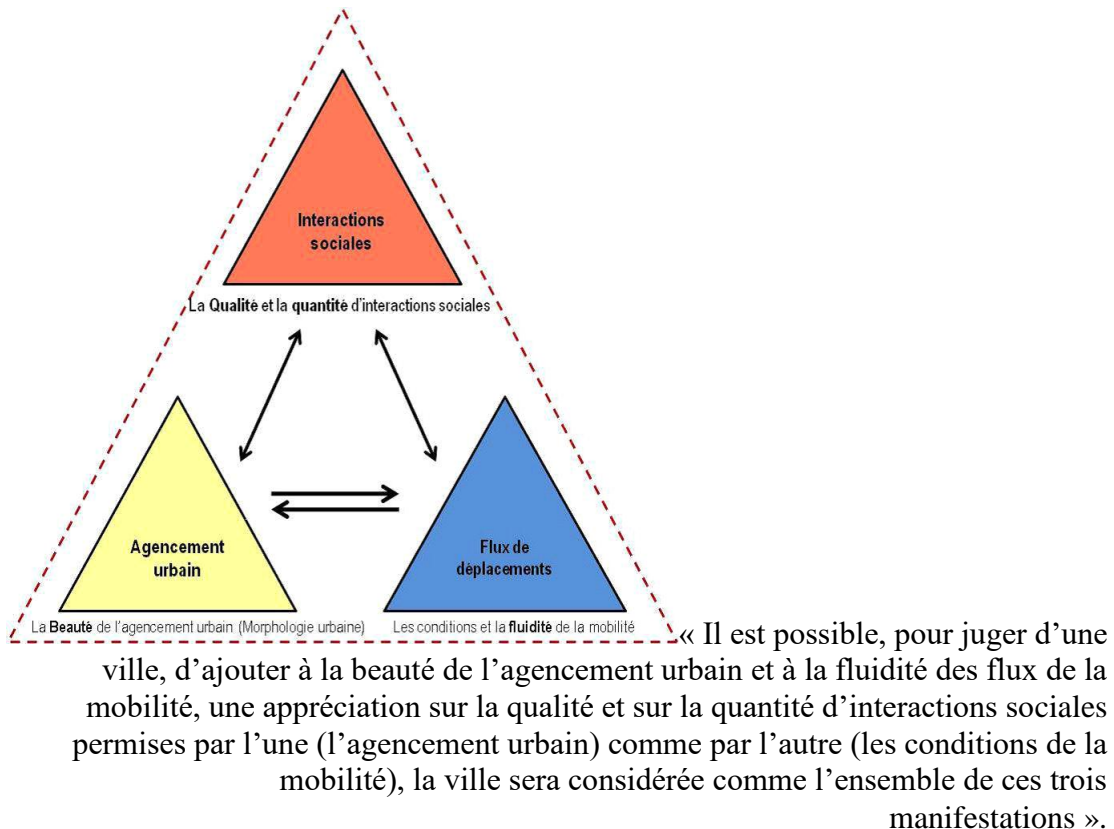 Interactions
sociales
La Qualité et la quantité d'interactions sociales
Agencement
urbain
Flux de
déplacements
La Beauté de l'agencement urbain (Morphologie urbaine)
Les conditions et la fluidité de la mobilité
« Il est possible, pour juger d’une
ville, d’ajouter à la beauté de l’agencement urbain et à la fluidité des flux de la
mobilité, une appréciation sur la qualité et sur la quantité d’interactions sociales
permises par l’une (l’agencement urbain) comme par l’autre (les conditions de la
mobilité), la ville sera considérée comme l’ensemble de ces trois
manifestations ».